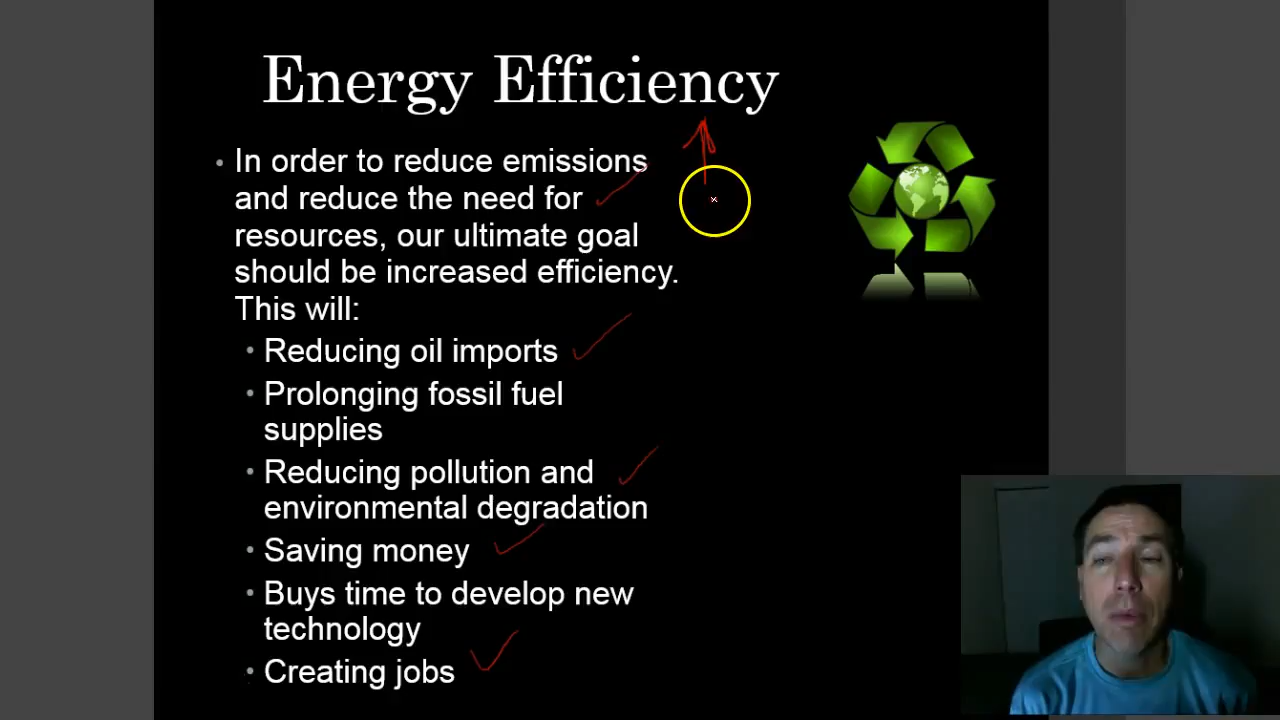 Energy Efficiency
• In order to reduce emissions
and reduce the need for
resources, our ultimate goal
should be increased efficiency.
This will:
• Reducing oil imports
• Prolonging fossil fuel
supplies
• Reducing pollution and
environmental degradation
• Saving money
• Buys time to develop new
technology
• Creating jobs